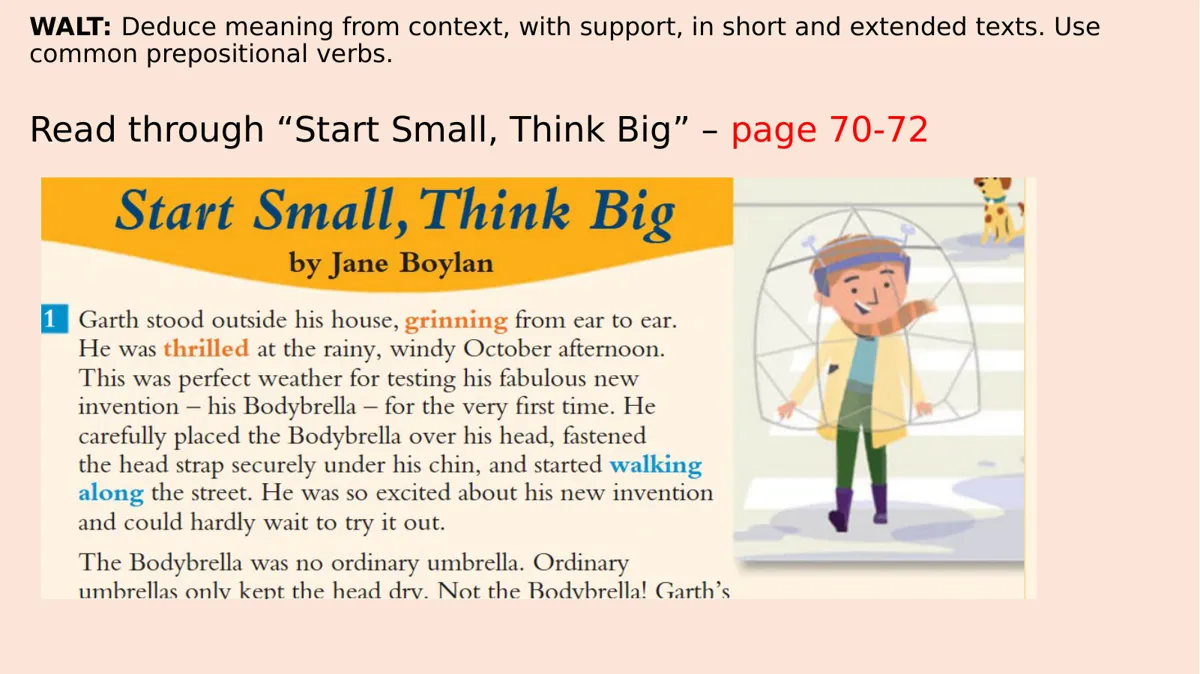 WALT: Deduce meaning from context, with support, in short and extended texts. Use
common prepositional verbs.
Read through “Start Small, Think Big” – page 70-72
Start Small, Think Big
by Jane Boylan
1 Garth stood outside his house, grinning from ear to ear.
He was thrilled at the rainy, windy October afternoon.
This was perfect weather for testing his fabulous new
invention – his Bodybrella – for the very first time. He
carefully placed the Bodybrella over his head, fastened
the head strap securely under his chin, and started walking
along the street. He was so excited about his new invention
and could hardly wait to try it out.
The Bodybrella was no ordinary umbrella. Ordinary
umbrellas only kept the head dry. Not the Bodybrella! Garth’s